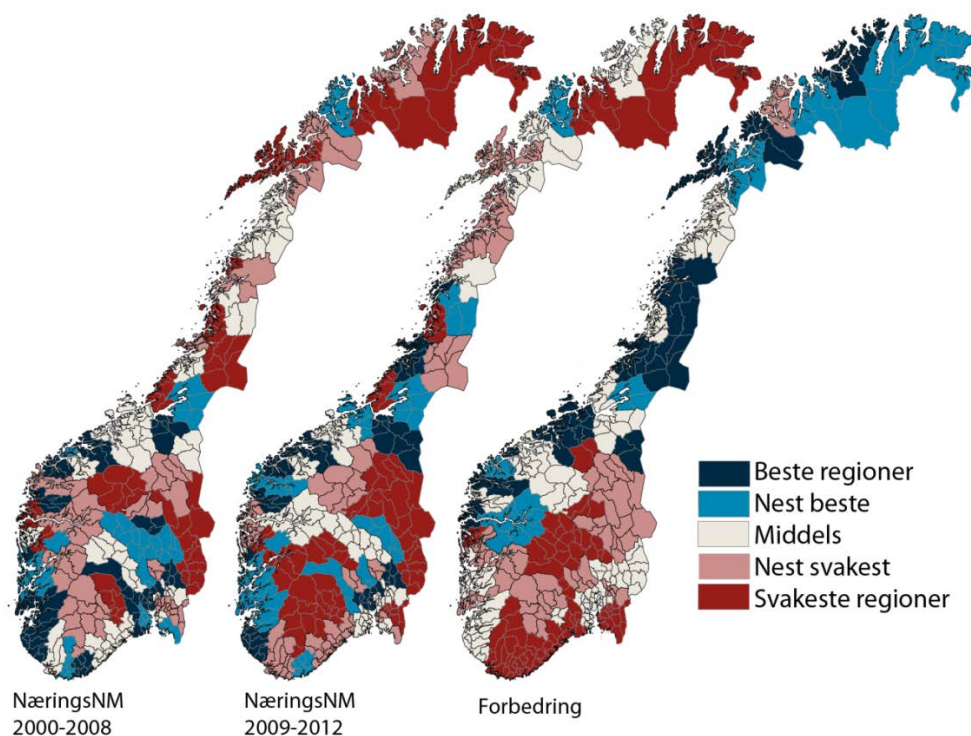 Beste regioner
Nest beste
Middels
Nest svakest
Svakeste regioner
NæringsNM
2000-2008
NæringsNM
2009-2012
Forbedring